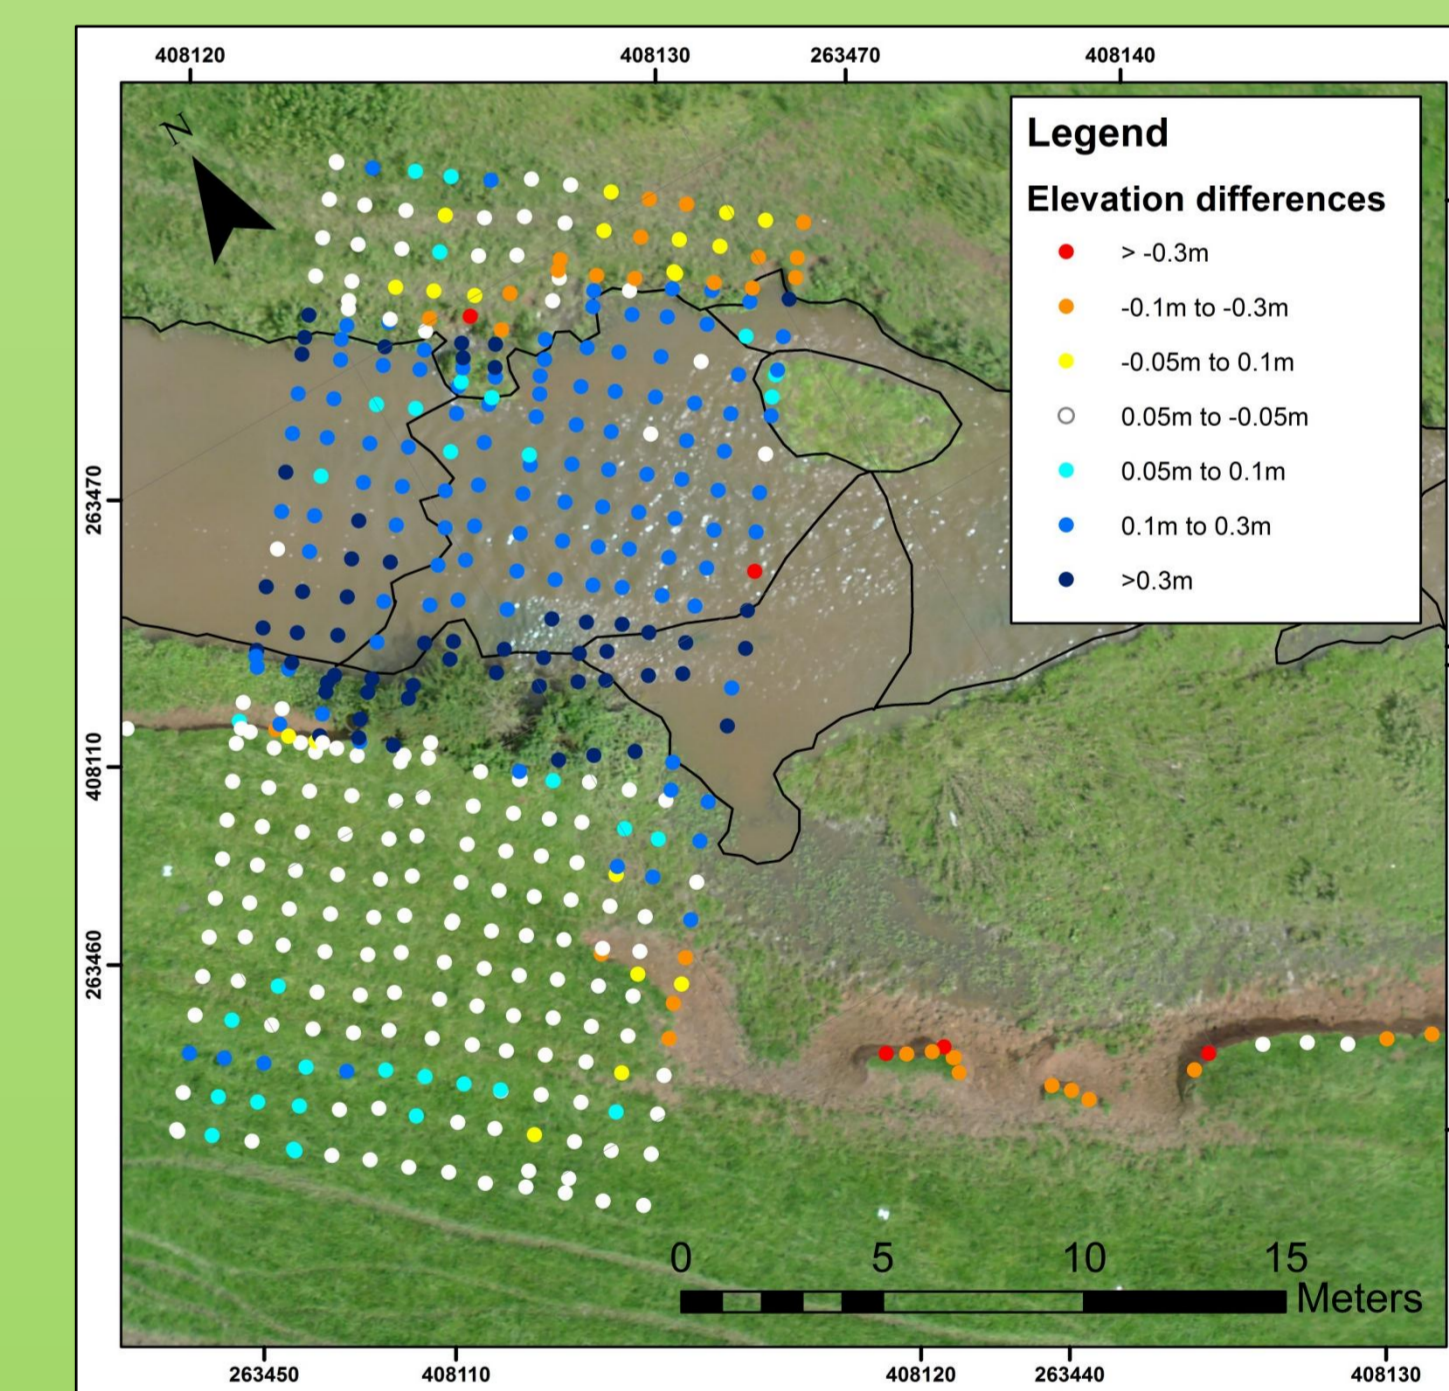 408120 408130 263470 408140
N
Legend
Elevation differences
> -0.3m
-0.1m to -0.3m
-0.05m to 0.1m
0.05m to -0.05m
0.05m to 0.1m
0.1m to 0.3m
>0.3m
263470
408110
263460
0 5 10 15
Meters
263450 408110 408120 263440 408130